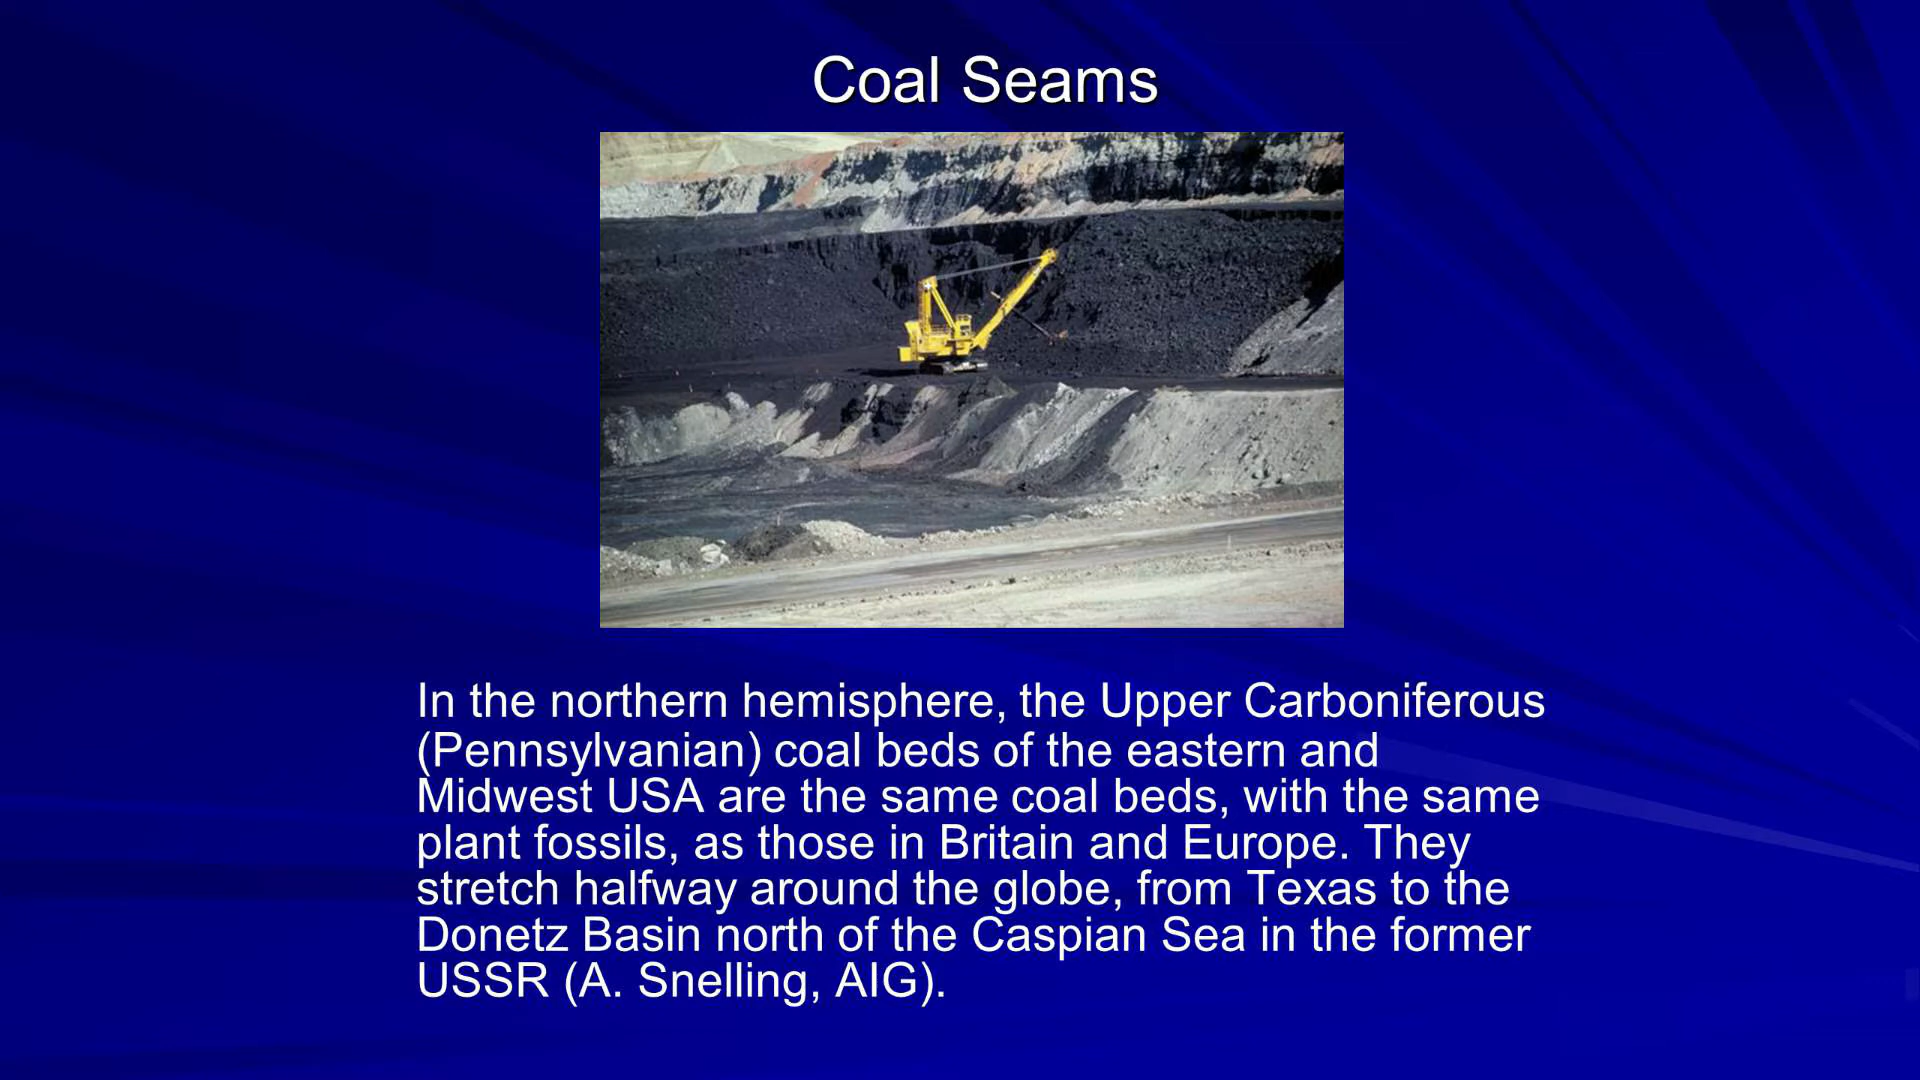 Coal Seams
In the northern hemisphere, the Upper Carboniferous
(Pennsylvanian) coal beds of the eastern and
Midwest USA are the same coal beds, with the same
plant fossils, as those in Britain and Europe. They
stretch halfway around the globe, from Texas to the
Donetz Basin north of the Caspian Sea in the former
USSR (A. Snelling, AIG).